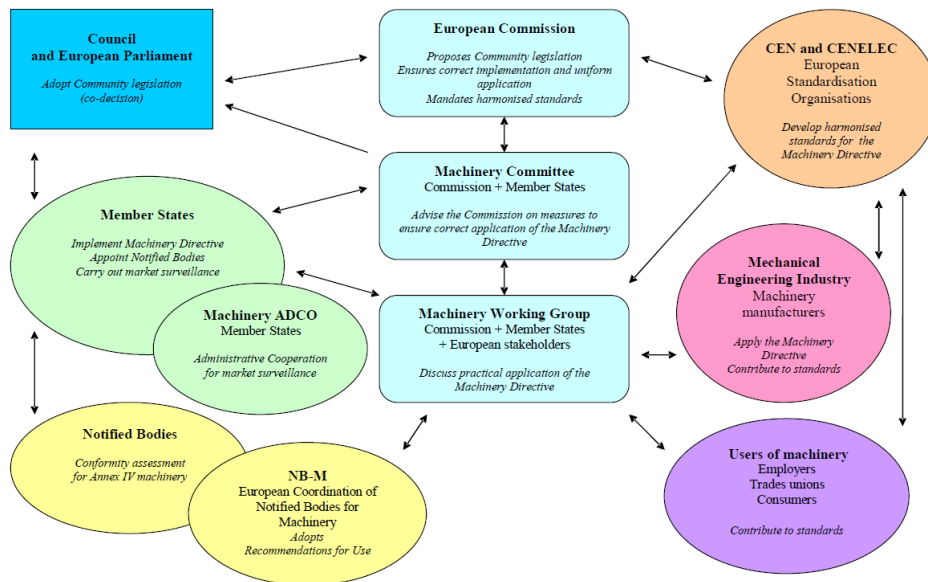 Council
and European Parliament
Adopt Community legislation
(co-decision)
European Commission
Proposes Community legislation
Ensures correct implementation and uniform
application
Mandates harmonised standards
CEN and CENELEC
European
Standardisation
Organisations
Develop harmonised
standards for the
Machinery Directive
Machinery Committee
Commission + Member States
Advise the Commission on measures to
ensure correct application of the Machinery
Directive
Member States
Implement Machinery Directive
Appoint Notified Bodies
Carry out market surveillance
Mechanical
Engineering Industry
Machinery
manufacturers
Apply the Machinery
Directive
Contribute to standards
Machinery ADCO
Member States
Administrative Cooperation
for market surveillance
Machinery Working Group
Commission + Member States
+ European stakeholders
Discuss practical application of the
Machinery Directive
Notified Bodies
Conformity assessment
for Annex IV machinery
NB-M
European Coordination of
Notified Bodies for
Machinery
Adopts
Recommendations for Use
Users of machinery
Employers
Trades unions
Consumers
Contribute to standards